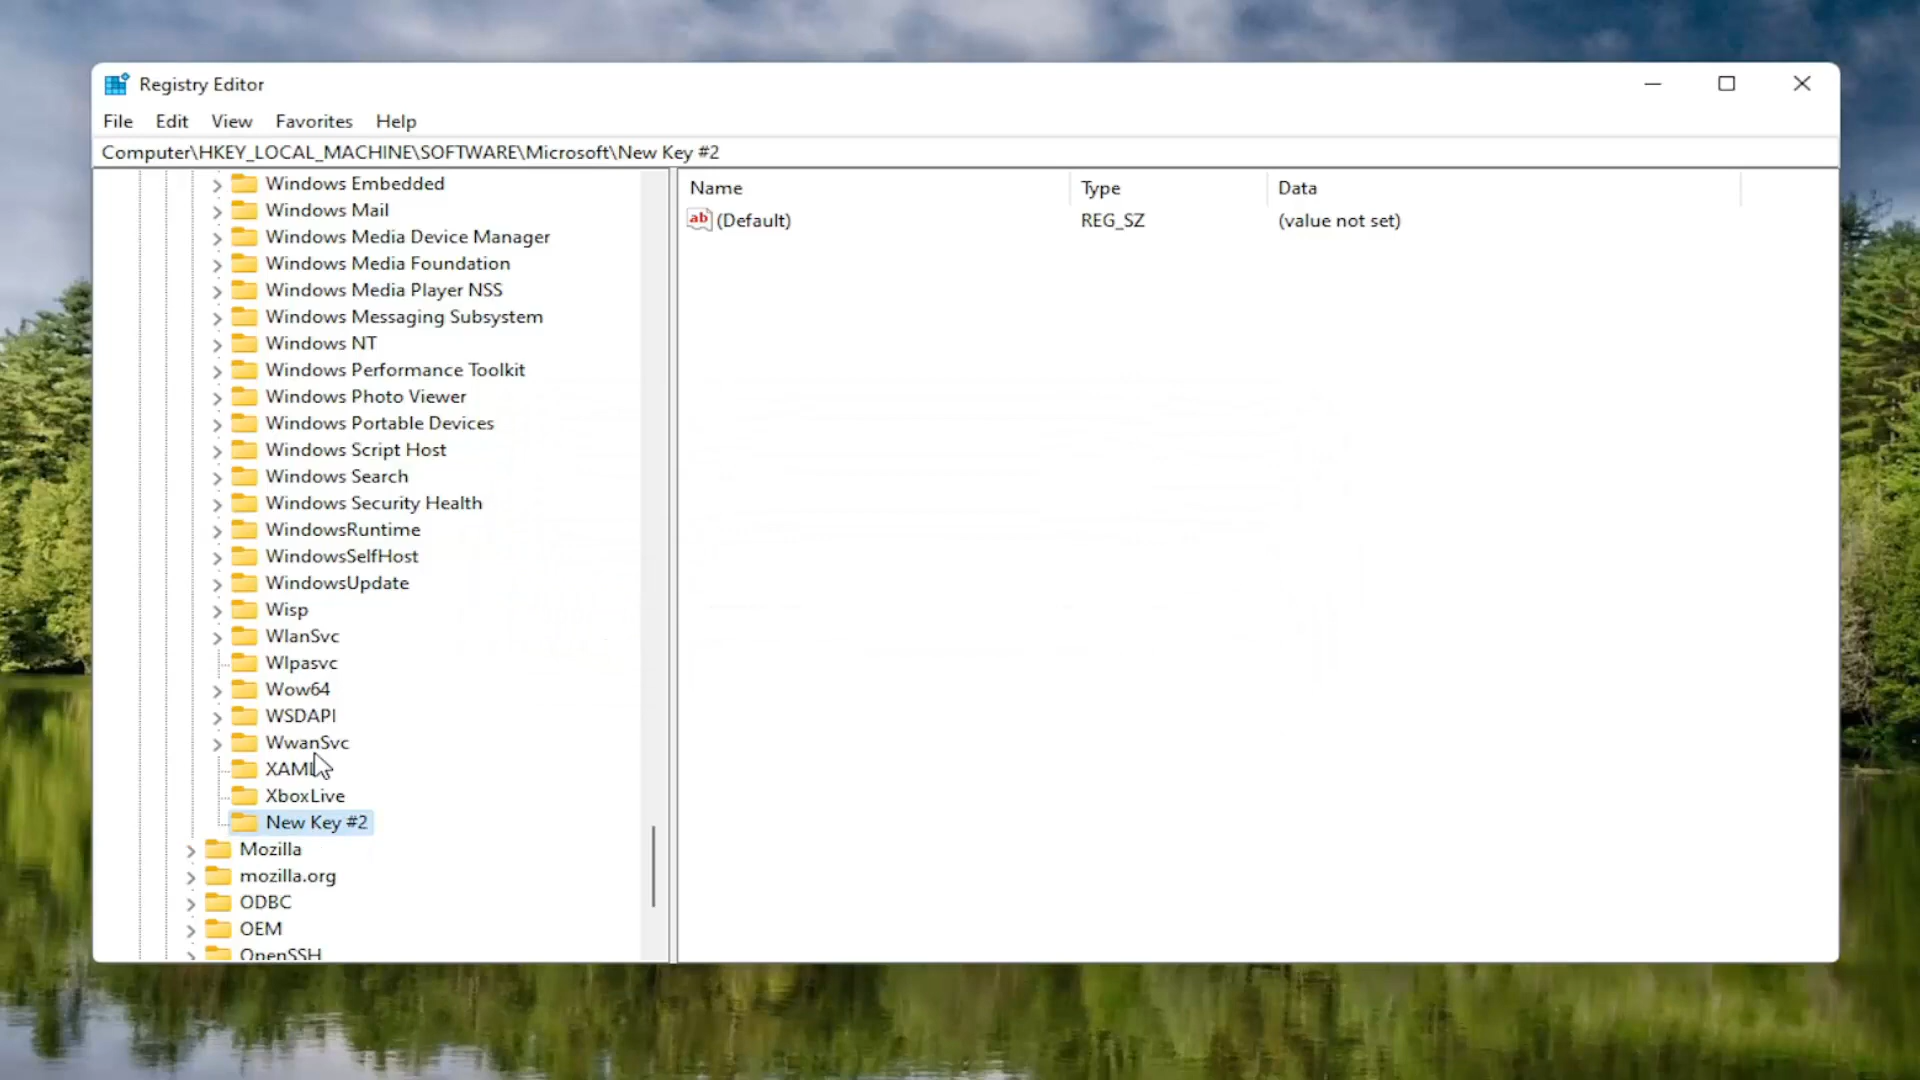 Registry Editor
File Edit View Favorites Help
Computer\HKEY_LOCAL_MACHINE\SOFTWARE\Microsoft\New Key #2
Windows Embedded
Windows Mail
Windows Media Device Manager
Windows Media Foundation
Windows Media Player NSS
Windows Messaging Subsystem
Windows NT
Windows Performance Toolkit
Windows Photo Viewer
Windows Portable Devices
Windows Script Host
Windows Search
Windows Security Health
WindowsRuntime
WindowsSelfHost
WindowsUpdate
Wisp
WlanSvc
Wlpasvc
Wow64
WSDAPI
WwanSvc
XAML
XboxLive
New Key #2
Mozilla
mozilla.org
ODBC
OEM
OpenSSH
Name Type Data
ab (Default) REG_SZ (value not set)